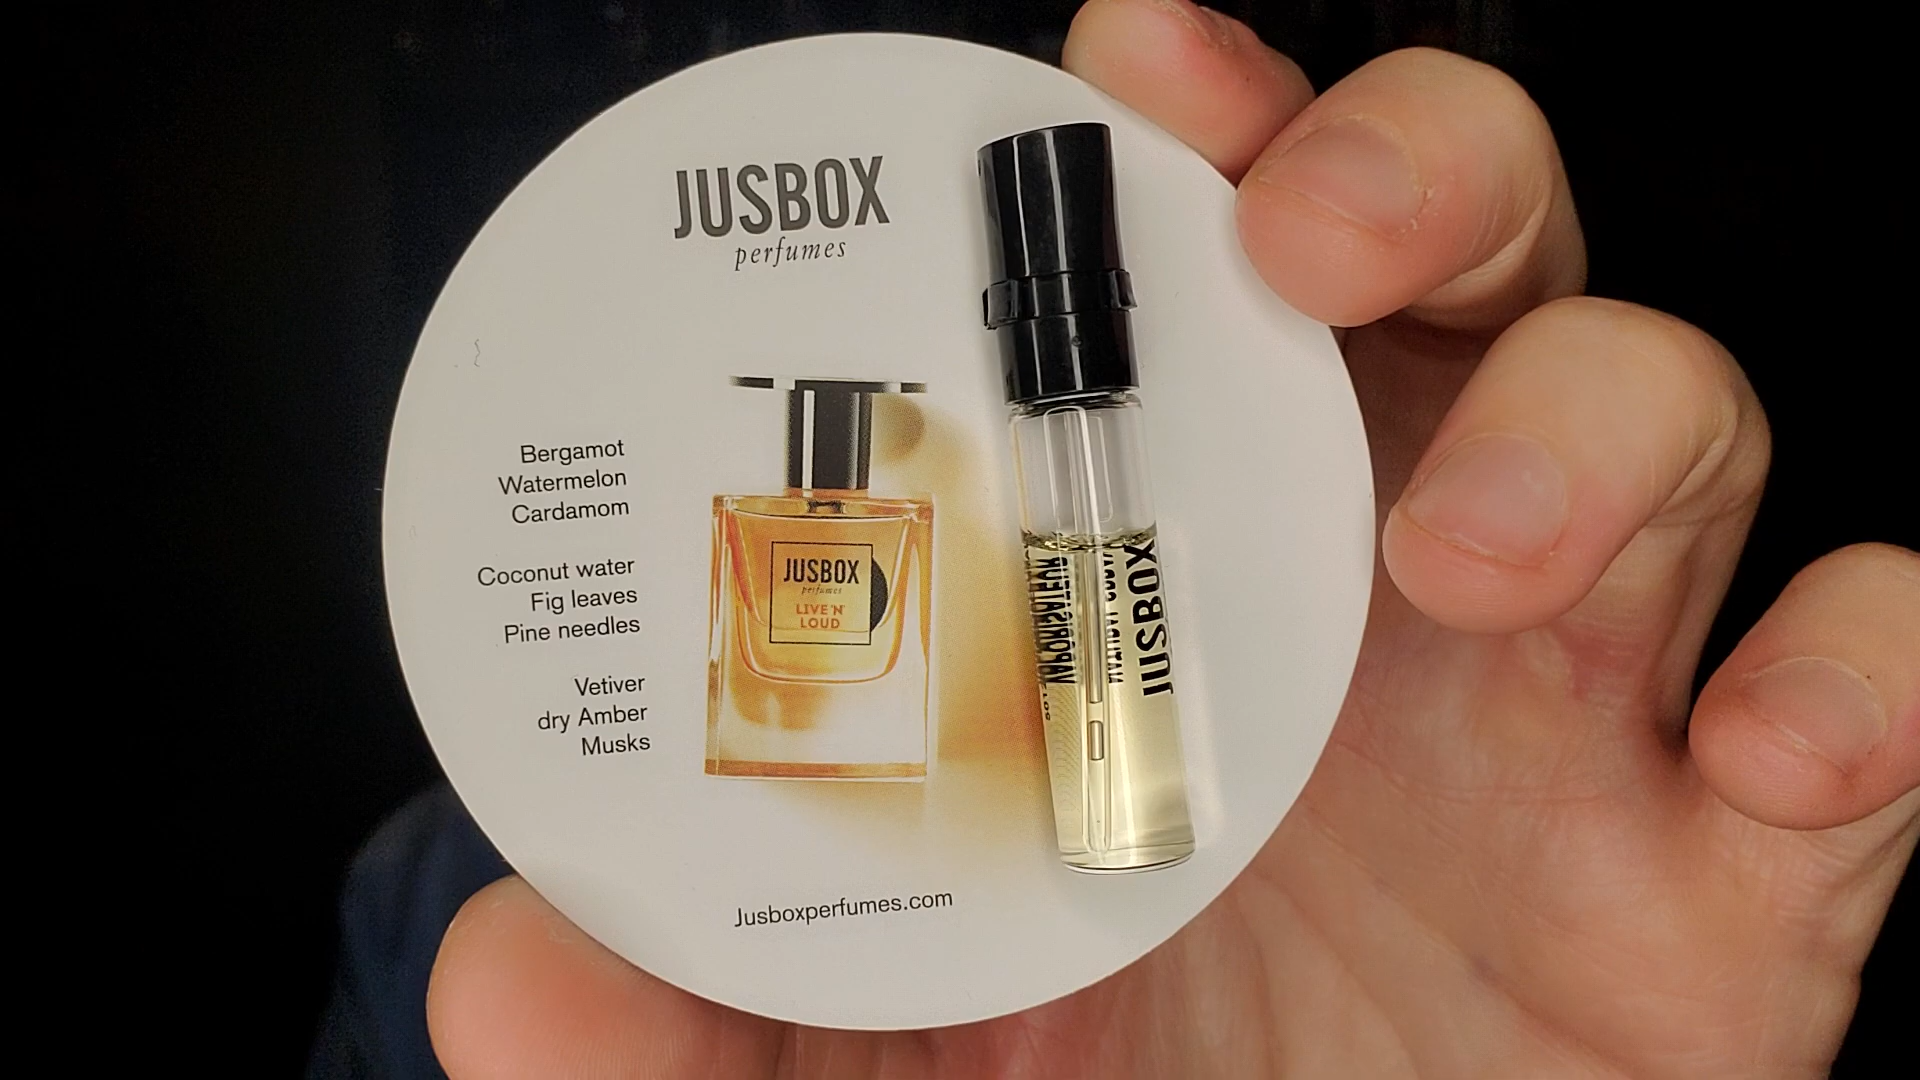 JUSBOX
perfumes
Bergamot
Watermelon
Cardamom
Coconut water
Fig leaves
Pine needles
Vetiver
dry Amber
Musks
JUSBOX
perfumes
LIVE 'N'
LOUD
JUSBOX
Jusboxperfumes.com